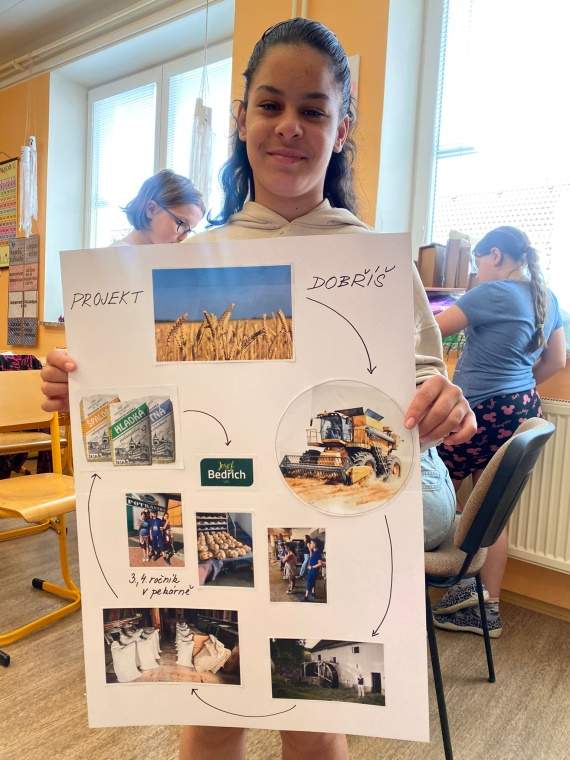 PROJEKT
DOBŘÍŠ
HLADKÁ
Josef
Bedřich
3, 4. ročník
v pekárně